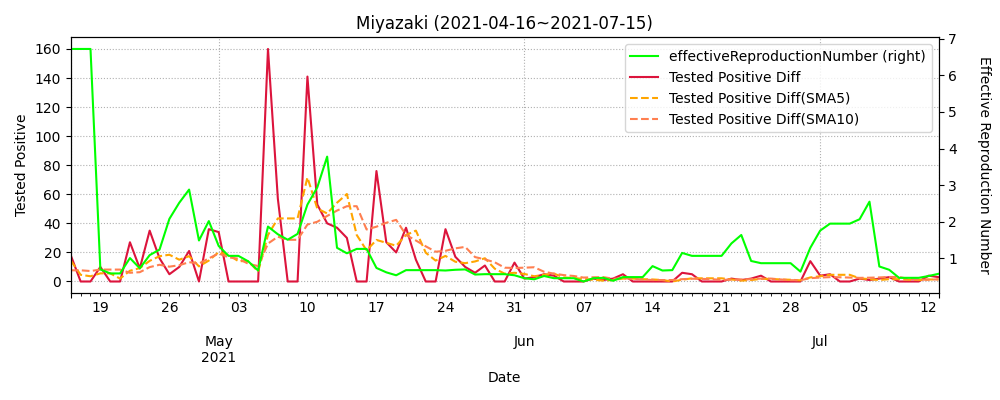 Miyazaki (2021-04-16~2021-07-15)
effectiveReproductionNumber (right)
Tested Positive Diff
Tested Positive Diff(SMA5)
Tested Positive Diff(SMA10)
Tested Positive
160
140
120
100
80
60
40
20
0
7
6
5
4
3
2
1
Effective Reproduction Number
19 26 03 10 17 24 31 07 14 21 28 05 12
May Jun Jul
2021
Date